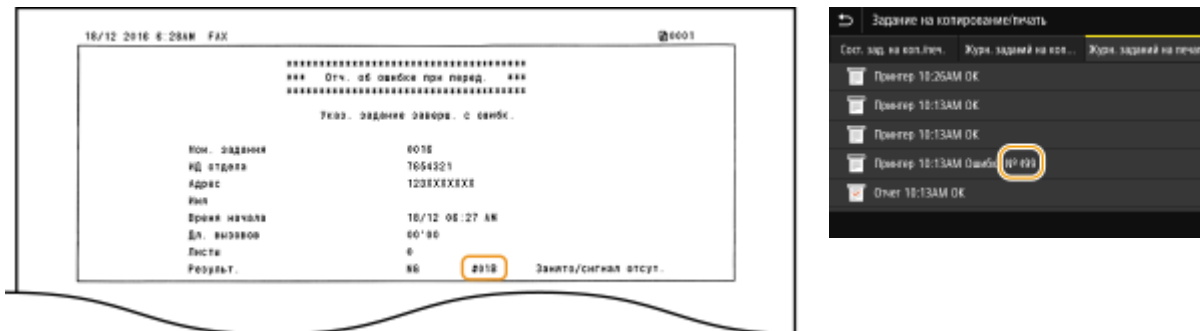 18/12 2016 6:28AM FAX 0001
*** Отч. об ошибке при перед. ***
Указ. задание заверш. с ошибк.
Ном. задания 0016
ИД отдела 7654321
Адрес 123XXXXXXX
Имя
Время начала 18/12 06:27 AM
Дл. вызовов 00'00
Листы 0
Результ. NG #018 Занято/сигнал отсут.
Задание на копирование/печать
Сост. зад. на коп./печ. Журн. заданий на коп... Журн. заданий на печат
Принтер 10:26AM OK
Принтер 10:13AM OK
Принтер 10:13AM OK
Принтер 10:13AM Ошибк № 499
Отчет 10:13AM OK